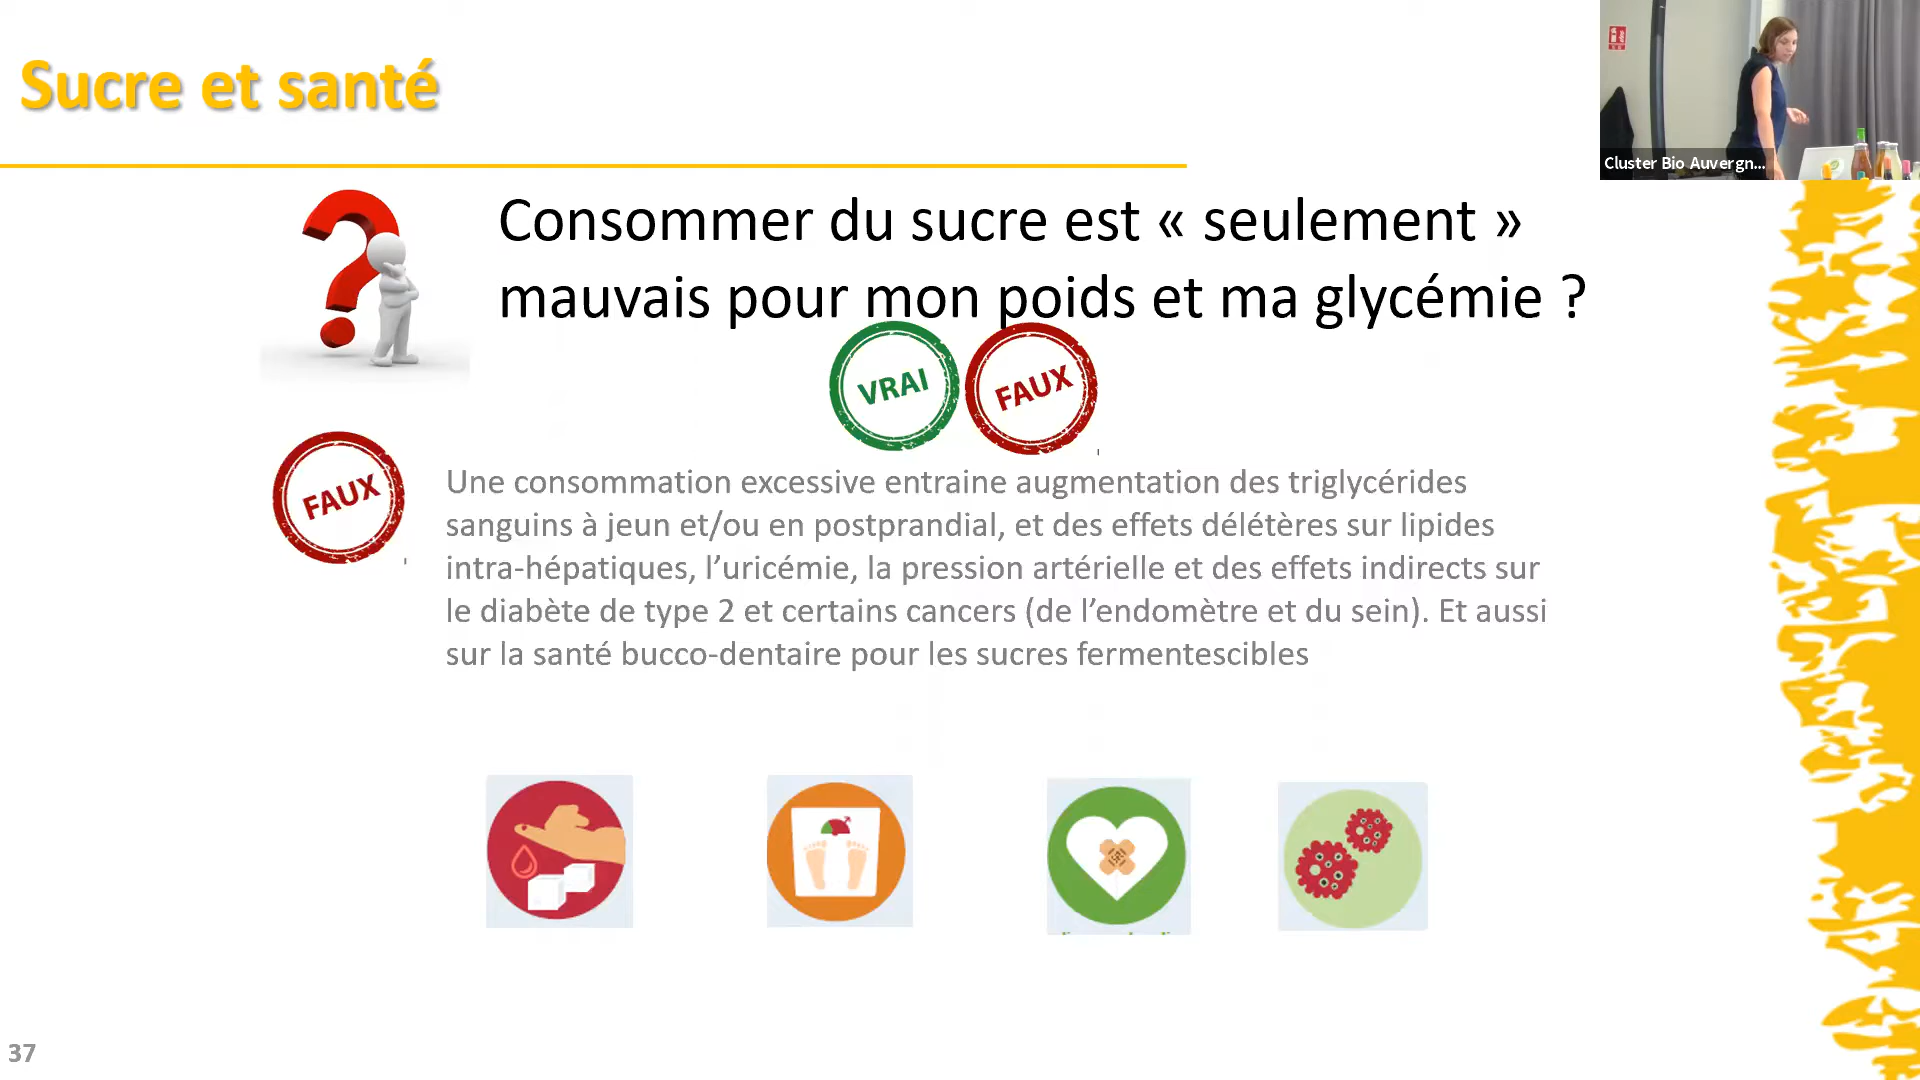 Sucre et santé
Cluster Bio Auvergn...
Consommer du sucre est « seulement »
mauvais pour mon poids et ma glycémie ?
VRAI
FAUX
FAUX
Une consommation excessive entraine augmentation des triglycérides
sanguins à jeun et/ou en postprandial, et des effets délétères sur lipides
intra-hépatiques, l’uricémie, la pression artérielle et des effets indirects sur
le diabète de type 2 et certains cancers (de l’endomètre et du sein). Et aussi
sur la santé bucco-dentaire pour les sucres fermentescibles
37